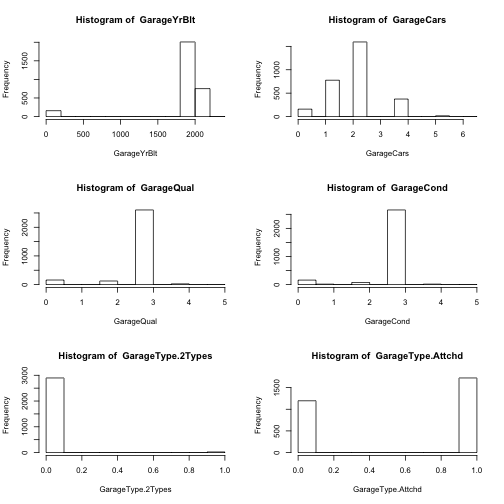 Histogram of  GarageYrBlt
Frequency
0 500 1500
0 500 1000 1500 2000
GarageYrBlt
Histogram of  GarageCars
Frequency
0 500 1000
0 1 2 3 4 5 6
GarageCars
Histogram of  GarageQual
Frequency
0 1000 2000
0 1 2 3 4 5
GarageQual
Histogram of  GarageCond
Frequency
0 1000 2000
0 1 2 3 4 5
GarageCond
Histogram of  GarageType.2Types
Frequency
0 1000 2000 3000
0.0 0.2 0.4 0.6 0.8 1.0
GarageType.2Types
Histogram of  GarageType.Attchd
Frequency
0 500 1500
0.0 0.2 0.4 0.6 0.8 1.0
GarageType.Attchd